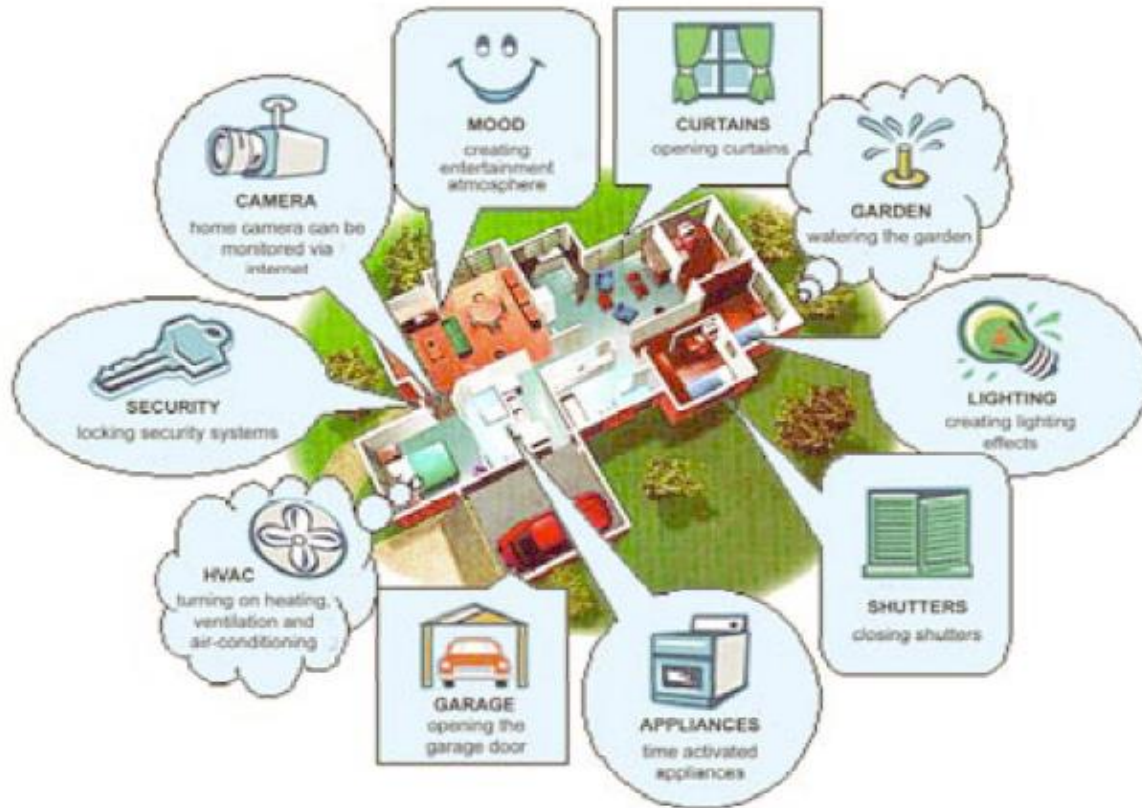 MOOD
creating
entertainment
atmosphere
CURTAINS
opening curtains
CAMERA
home camera can be
monitored via
internet
GARDEN
watering the garden
SECURITY
locking security systems
LIGHTING
creating lighting
effects
HVAC
turning on heating,
ventilation and
air-conditioning
SHUTTERS
closing shutters
GARAGE
opening the
garage door
APPLIANCES
time activated
appliances